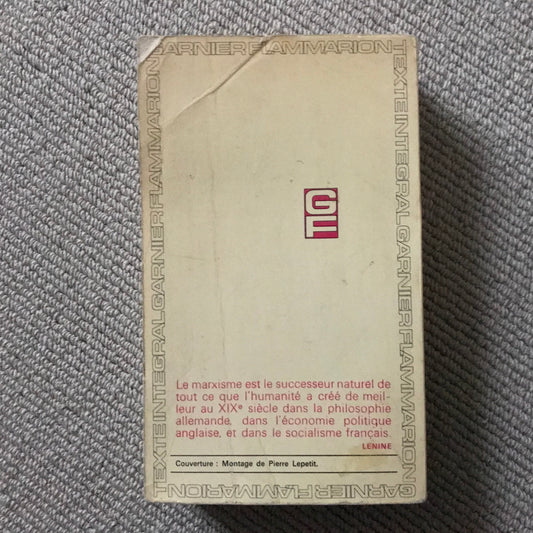 GARNIER FLAMMARION
TEXTE INTEGRAL GARNIER FLAMMARION
TEXTE INTEGRAL GARNIER FLAMMARION
GF
Le marxisme est le successeur naturel de
tout ce que l'humanité a créé de meil-
leur au XIXe siècle dans la philosophie
allemande, dans l'économie politique
anglaise, et dans le socialisme français.
LENINE
Couverture : Montage de Pierre Lepetit.
GARNIER FLAMMARION